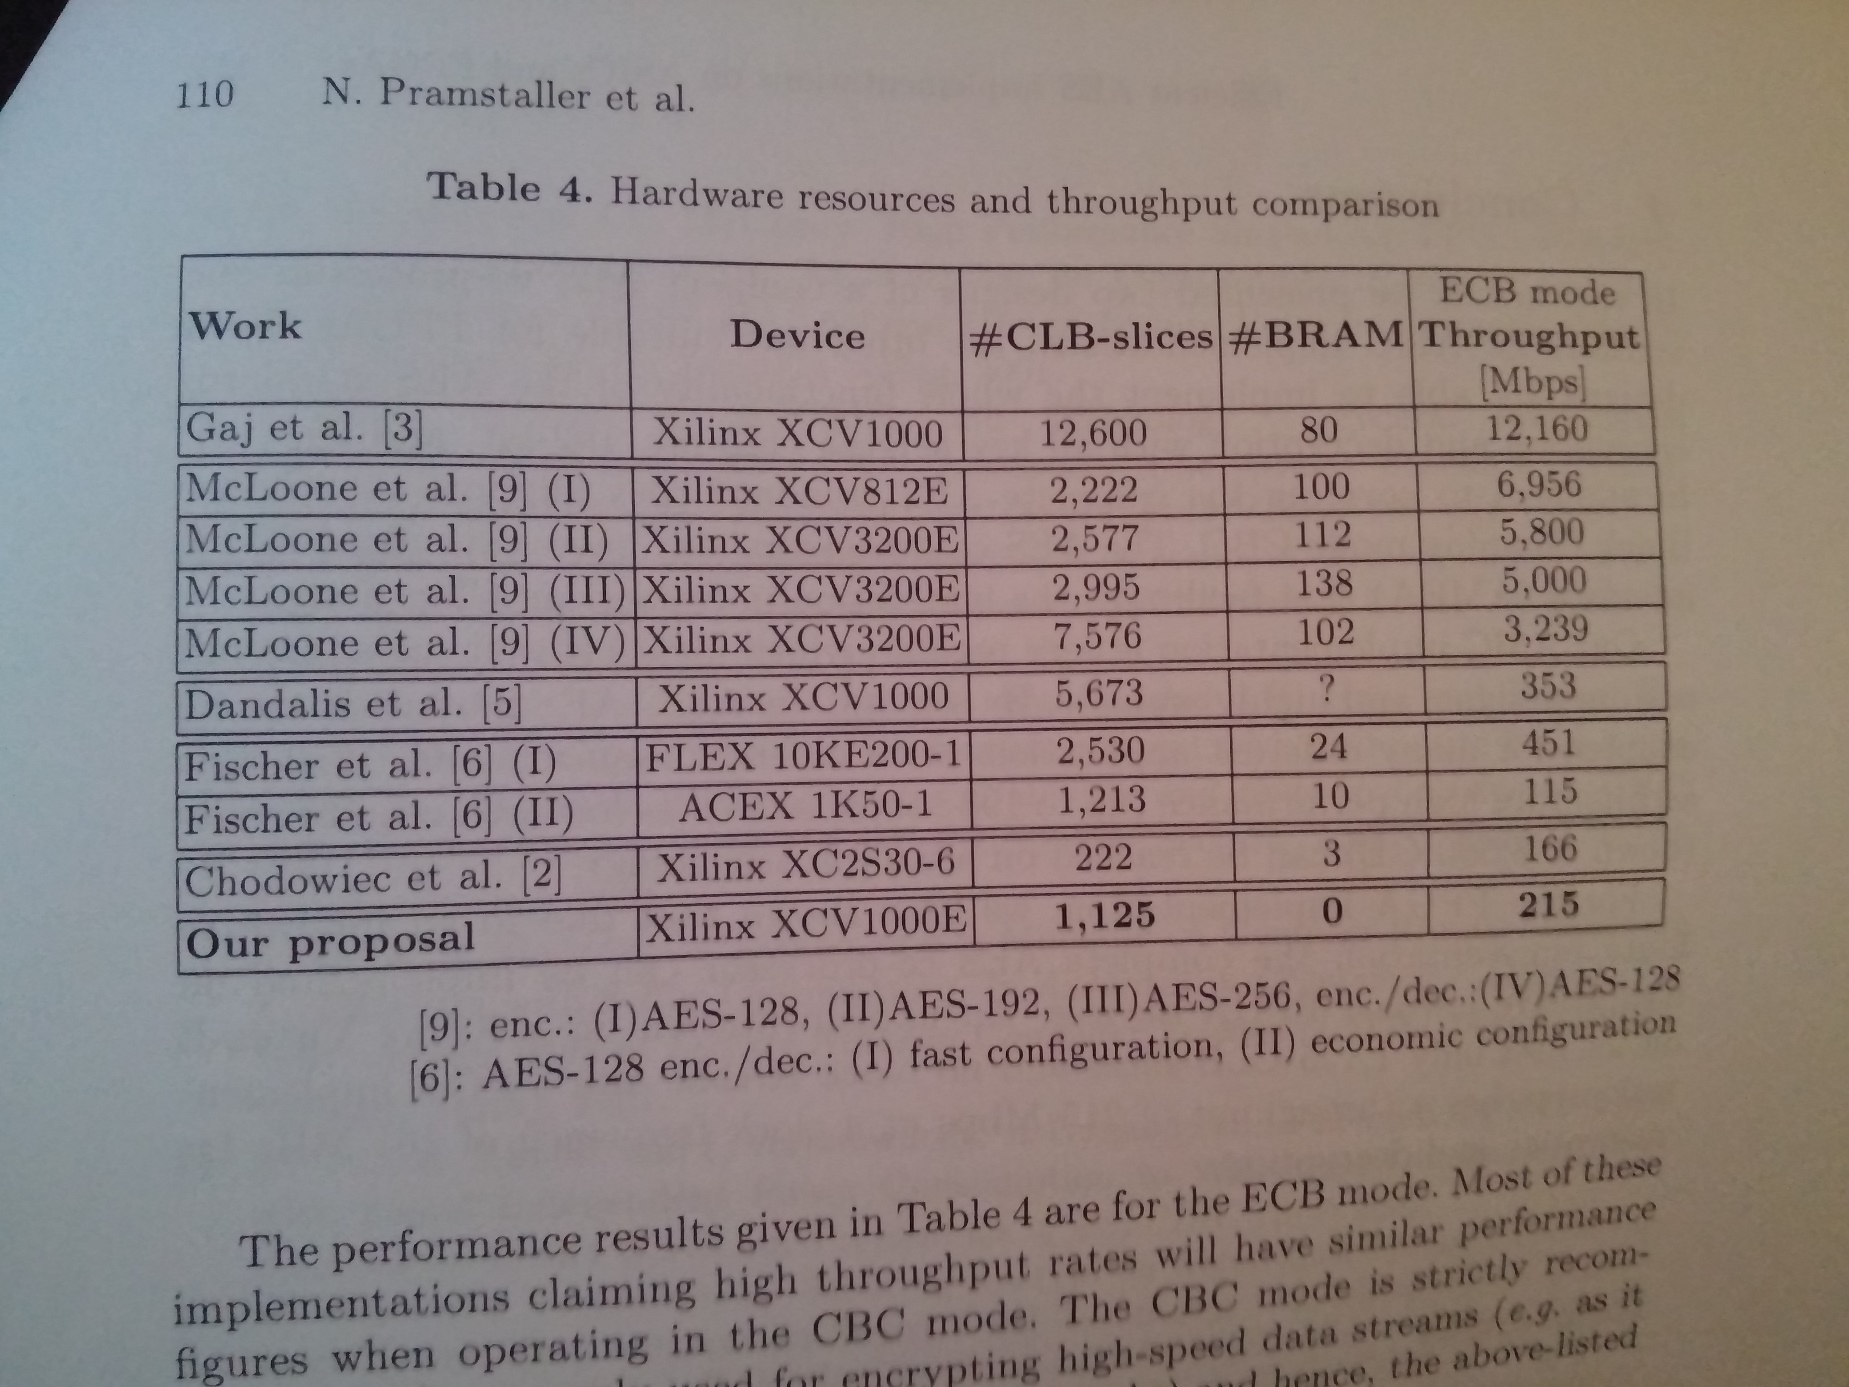 110 N. Pramstaller et al.
Table 4. Hardware resources and throughput comparison
Work Device #CLB-slices #BRAM ECB mode Throughput [Mbps]
Gaj et al. [3] Xilinx XCV1000 12,600 80 12,160
McLoone et al. [9] (I) Xilinx XCV812E 2,222 100 6,956
McLoone et al. [9] (II) Xilinx XCV3200E 2,577 112 5,800
McLoone et al. [9] (III) Xilinx XCV3200E 2,995 138 5,000
McLoone et al. [9] (IV) Xilinx XCV3200E 7,576 102 3,239
Dandalis et al. [5] Xilinx XCV1000 5,673 ? 353
Fischer et al. [6] (I) FLEX 10KE200-1 2,530 24 451
Fischer et al. [6] (II) ACEX 1K50-1 1,213 10 115
Chodowiec et al. [2] Xilinx XC2S30-6 222 3 166
Our proposal Xilinx XCV1000E 1,125 0 215
[9]: enc.: (I)AES-128, (II)AES-192, (III)AES-256, enc./dec.:(IV)AES-128
[6]: AES-128 enc./dec.: (I) fast configuration, (II) economic configuration
The performance results given in Table 4 are for the ECB mode. Most of these
implementations claiming high throughput rates will have similar performance
figures when operating in the CBC mode. The CBC mode is strictly recom-
used for encrypting high-speed data streams (e.g. as it
hence, the above-listed